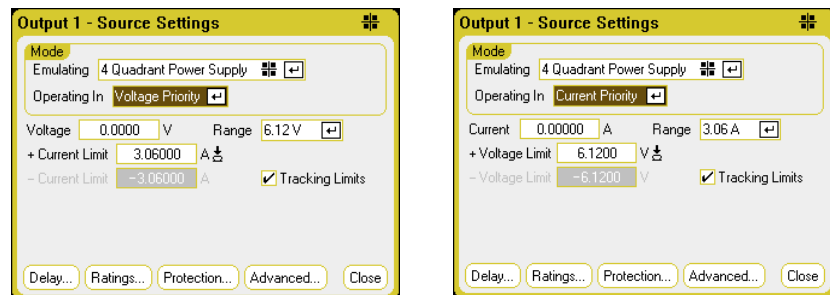 Output 1 - Source Settings
Mode
Emulating 4 Quadrant Power Supply
Operating In Voltage Priority
Voltage 0.0000 V Range 6.12 V
+ Current Limit 3.06000 A
- Current Limit -3.06000 A Tracking Limits
Delay... Ratings... Protection... Advanced... Close
Output 1 - Source Settings
Mode
Emulating 4 Quadrant Power Supply
Operating In Current Priority
Current 0.00000 A Range 3.06 A
+ Voltage Limit 6.1200 V
- Voltage Limit -6.1200 V Tracking Limits
Delay... Ratings... Protection... Advanced... Close